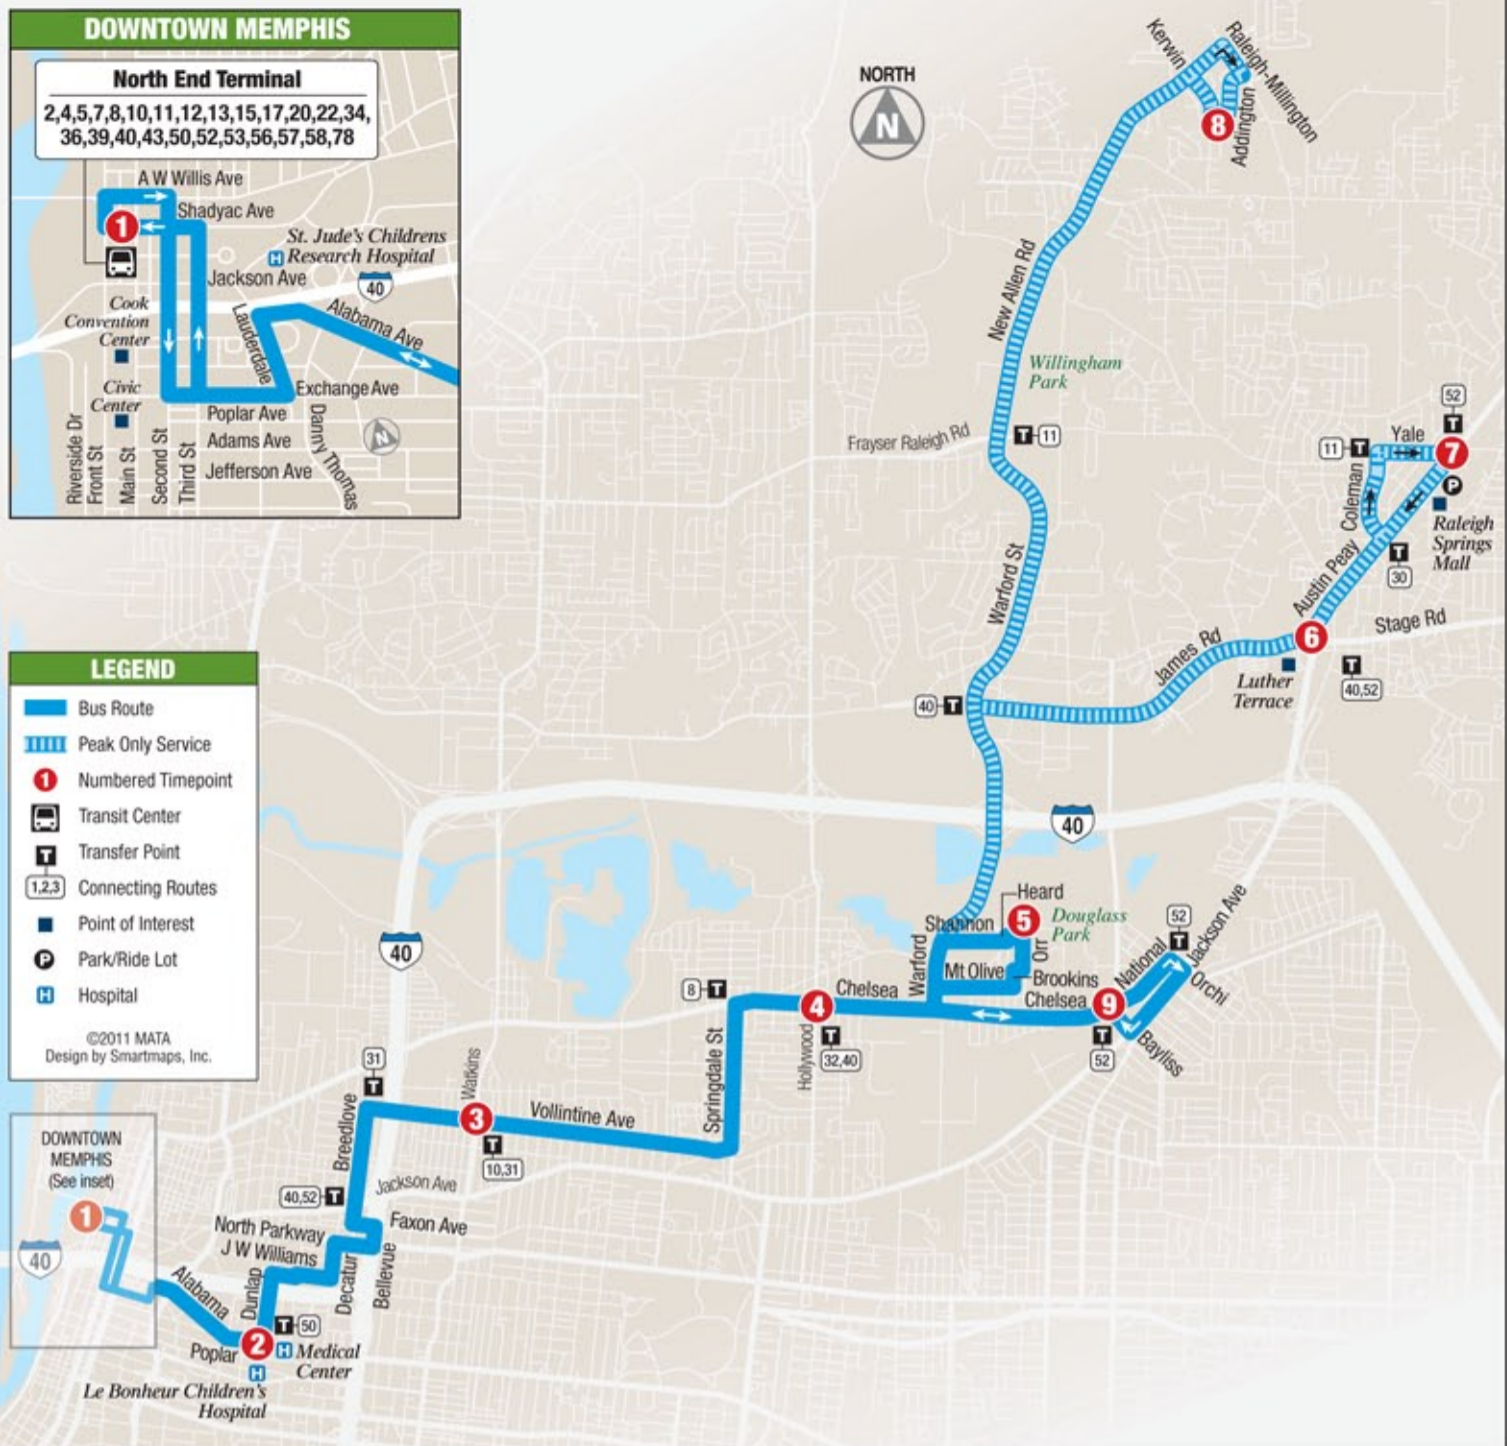 DOWNTOWN MEMPHIS
North End Terminal
2,4,5,7,8,10,11,12,13,15,17,20,22,34,
36,39,40,43,50,52,53,56,57,58,78
A W Willis Ave
1
Shadyac Ave
St. Jude's Childrens
H Research Hospital
Jackson Ave
40
Cook
Convention
Center
Lauderdale
Alabama Ave
Civic
Center
Exchange Ave
Poplar Ave
Adams Ave
Jefferson Ave
Danny Thomas
N
Riverside Dr
Front St
Main St
Second St
Third St
NORTH
N
Kerwin
Raleigh-Millington
8
Addington
New Allen Rd
Willingham
Park
Frayser Raleigh Rd
T 11
Warford St
52
T
11 T
Yale
7
P
Coleman
Raleigh
Springs
Mall
T
30
Austin Peay
Stage Rd
6
James Rd
Luther
Terrace
T
40,52
40 T
40
LEGEND
Bus Route
Peak Only Service
1 Numbered Timepoint
Transit Center
T Transfer Point
1,2,3 Connecting Routes
Point of Interest
P Park/Ride Lot
H Hospital
©2011 MATA
Design by Smartmaps, Inc.
40
Heard
Shannon
5
Douglass
Park
Orr
Warford
Mt Olive
Brookins
Chelsea
9
National
52
T
Jackson Ave
Orchi
Bayliss
T
52
8 T
4
Chelsea
Hollywood
T
32,40
Springdale St
31
T
Watkins
3
Vollintine Ave
T
10,31
Breedlove
40,52 T
Jackson Ave
Faxon Ave
North Parkway
J W Williams
Decatur
Bellevue
DOWNTOWN
MEMPHIS
(See inset)
1
40
Alabama
Dunlap
T 50
Poplar
2
H Medical
Center
H
Le Bonheur Children's
Hospital